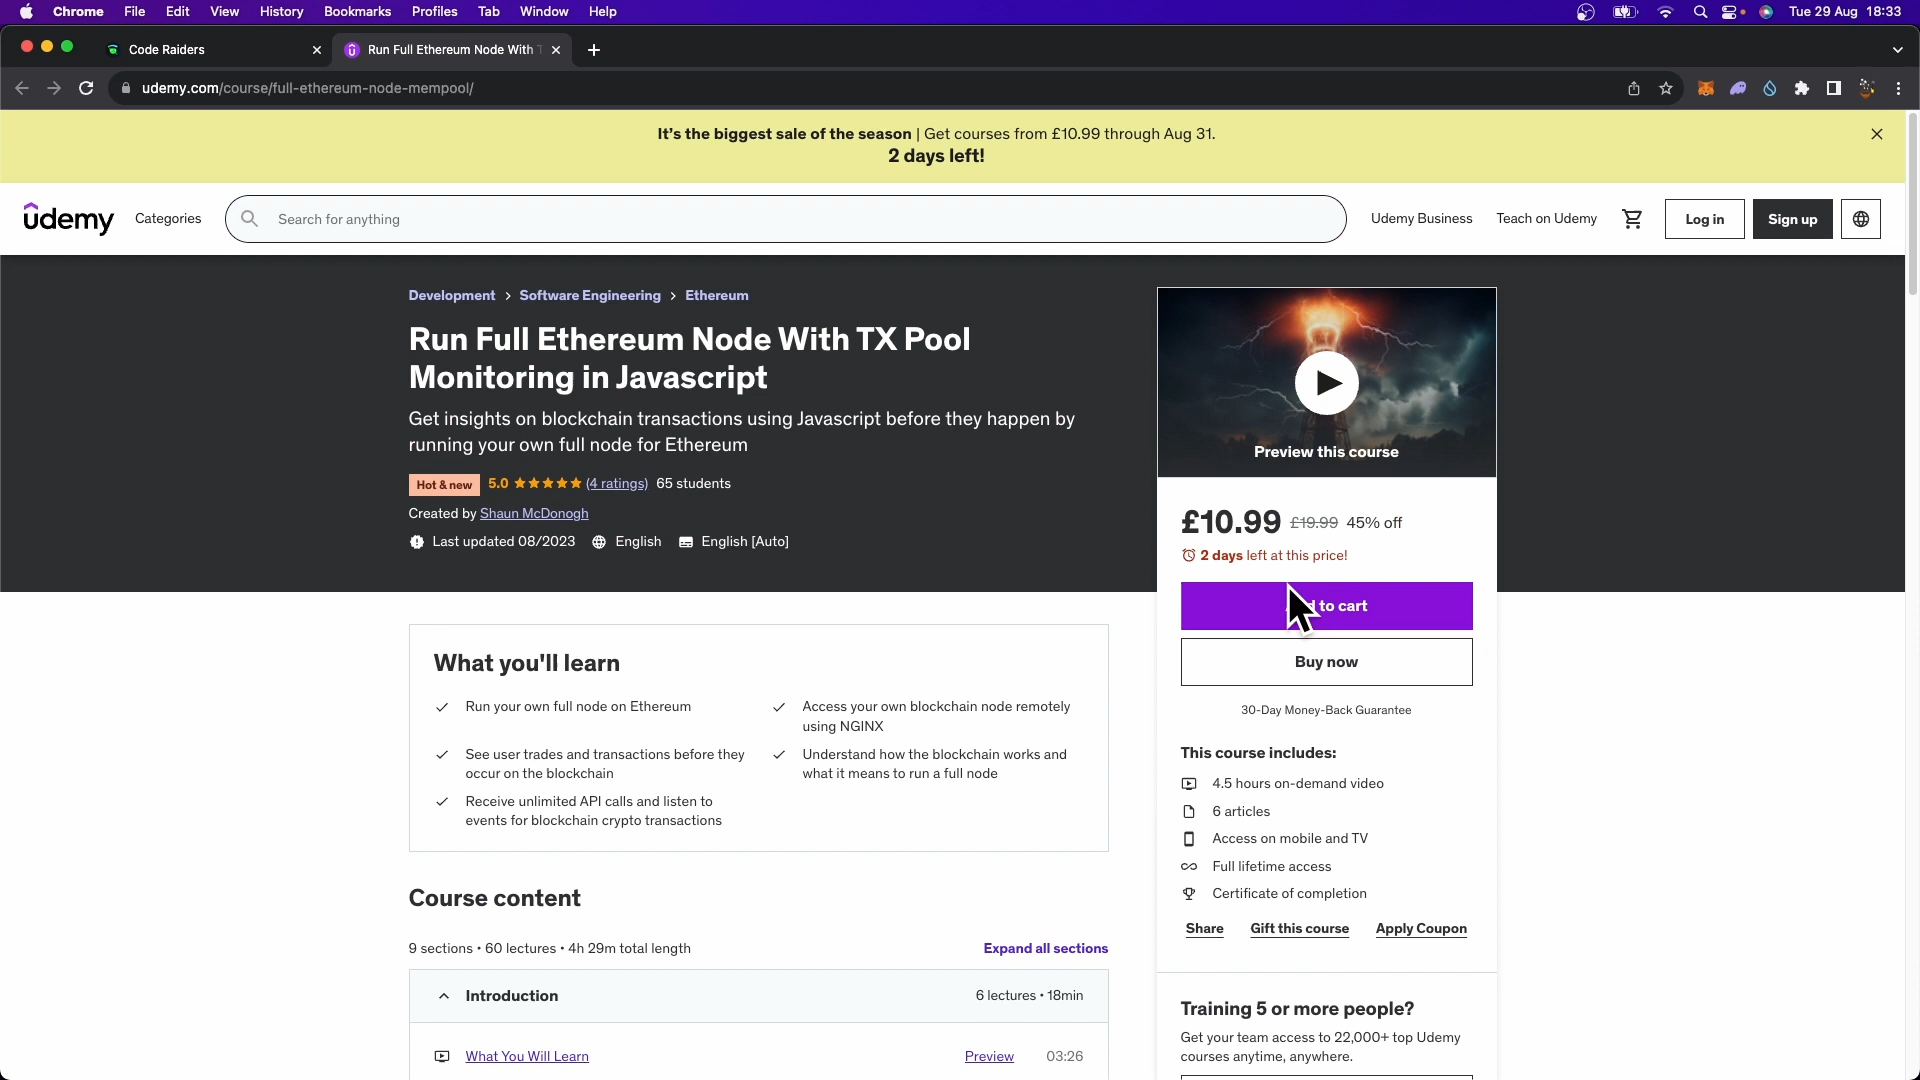 Chrome File Edit View History Bookmarks Profiles Tab Window Help Tue 29 Aug 18:33
Code Raiders Run Full Ethereum Node With
udemy.com/course/full-ethereum-node-mempool/
It's the biggest sale of the season | Get courses from £10.99 through Aug 31.
2 days left!
ûdemy Categories Search for anything Udemy Business Teach on Udemy Log in Sign up
Development > Software Engineering > Ethereum
Run Full Ethereum Node With TX Pool
Monitoring in Javascript
Get insights on blockchain transactions using Javascript before they happen by
running your own full node for Ethereum
Hot & new 5.0 (4 ratings) 65 students
Created by Shaun McDonogh
Last updated 08/2023 English English [Auto]
Preview this course
£10.99 £19.99 45% off
2 days left at this price!
to cart
Buy now
30-Day Money-Back Guarantee
This course includes:
4.5 hours on-demand video
6 articles
Access on mobile and TV
Full lifetime access
Certificate of completion
Share Gift this course Apply Coupon
Training 5 or more people?
Get your team access to 22,000+ top Udemy
courses anytime, anywhere.
What you'll learn
Run your own full node on Ethereum
Access your own blockchain node remotely
using NGINX
See user trades and transactions before they
occur on the blockchain
Understand how the blockchain works and
what it means to run a full node
Receive unlimited API calls and listen to
events for blockchain crypto transactions
Course content
9 sections • 60 lectures • 4h 29m total length Expand all sections
Introduction 6 lectures • 18min
What You Will Learn Preview 03:26